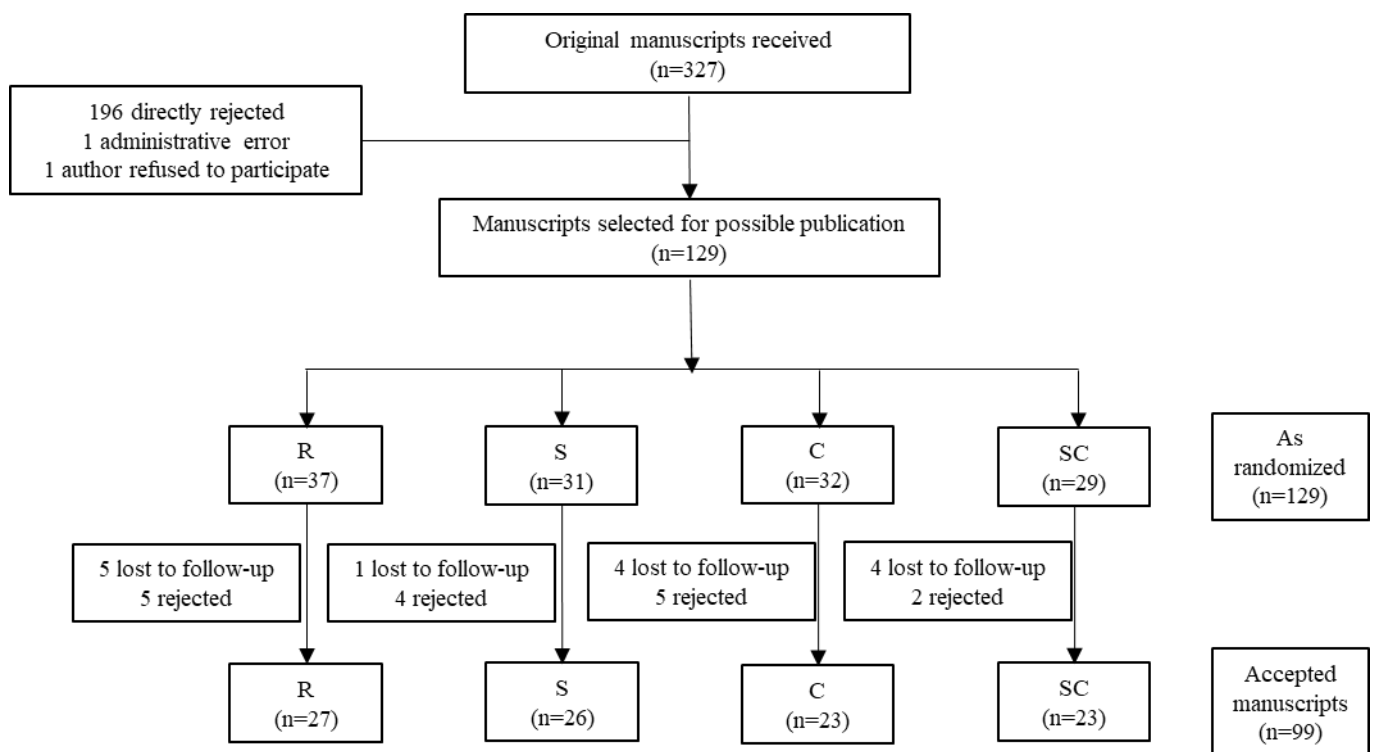 Original manuscripts received
(n=327)
196 directly rejected
1 administrative error
1 author refused to participate
Manuscripts selected for possible publication
(n=129)
R
(n=37)
S
(n=31)
C
(n=32)
SC
(n=29)
As
randomized
(n=129)
5 lost to follow-up
5 rejected
1 lost to follow-up
4 rejected
4 lost to follow-up
5 rejected
4 lost to follow-up
2 rejected
R
(n=27)
S
(n=26)
C
(n=23)
SC
(n=23)
Accepted
manuscripts
(n=99)